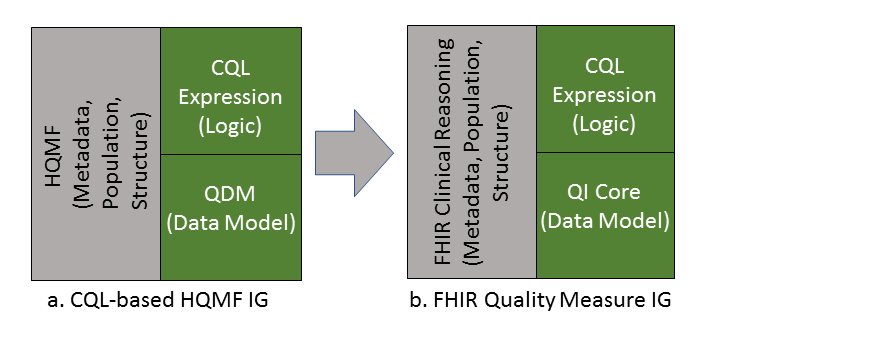 HQMF
(Metadata,
Population,
Structure)
CQL
Expression
(Logic)
QDM
(Data Model)
a. CQL-based HQMF IG
FHIR Clinical Reasoning
(Metadata, Population,
Structure)
CQL
Expression
(Logic)
QI Core
(Data Model)
b. FHIR Quality Measure IG